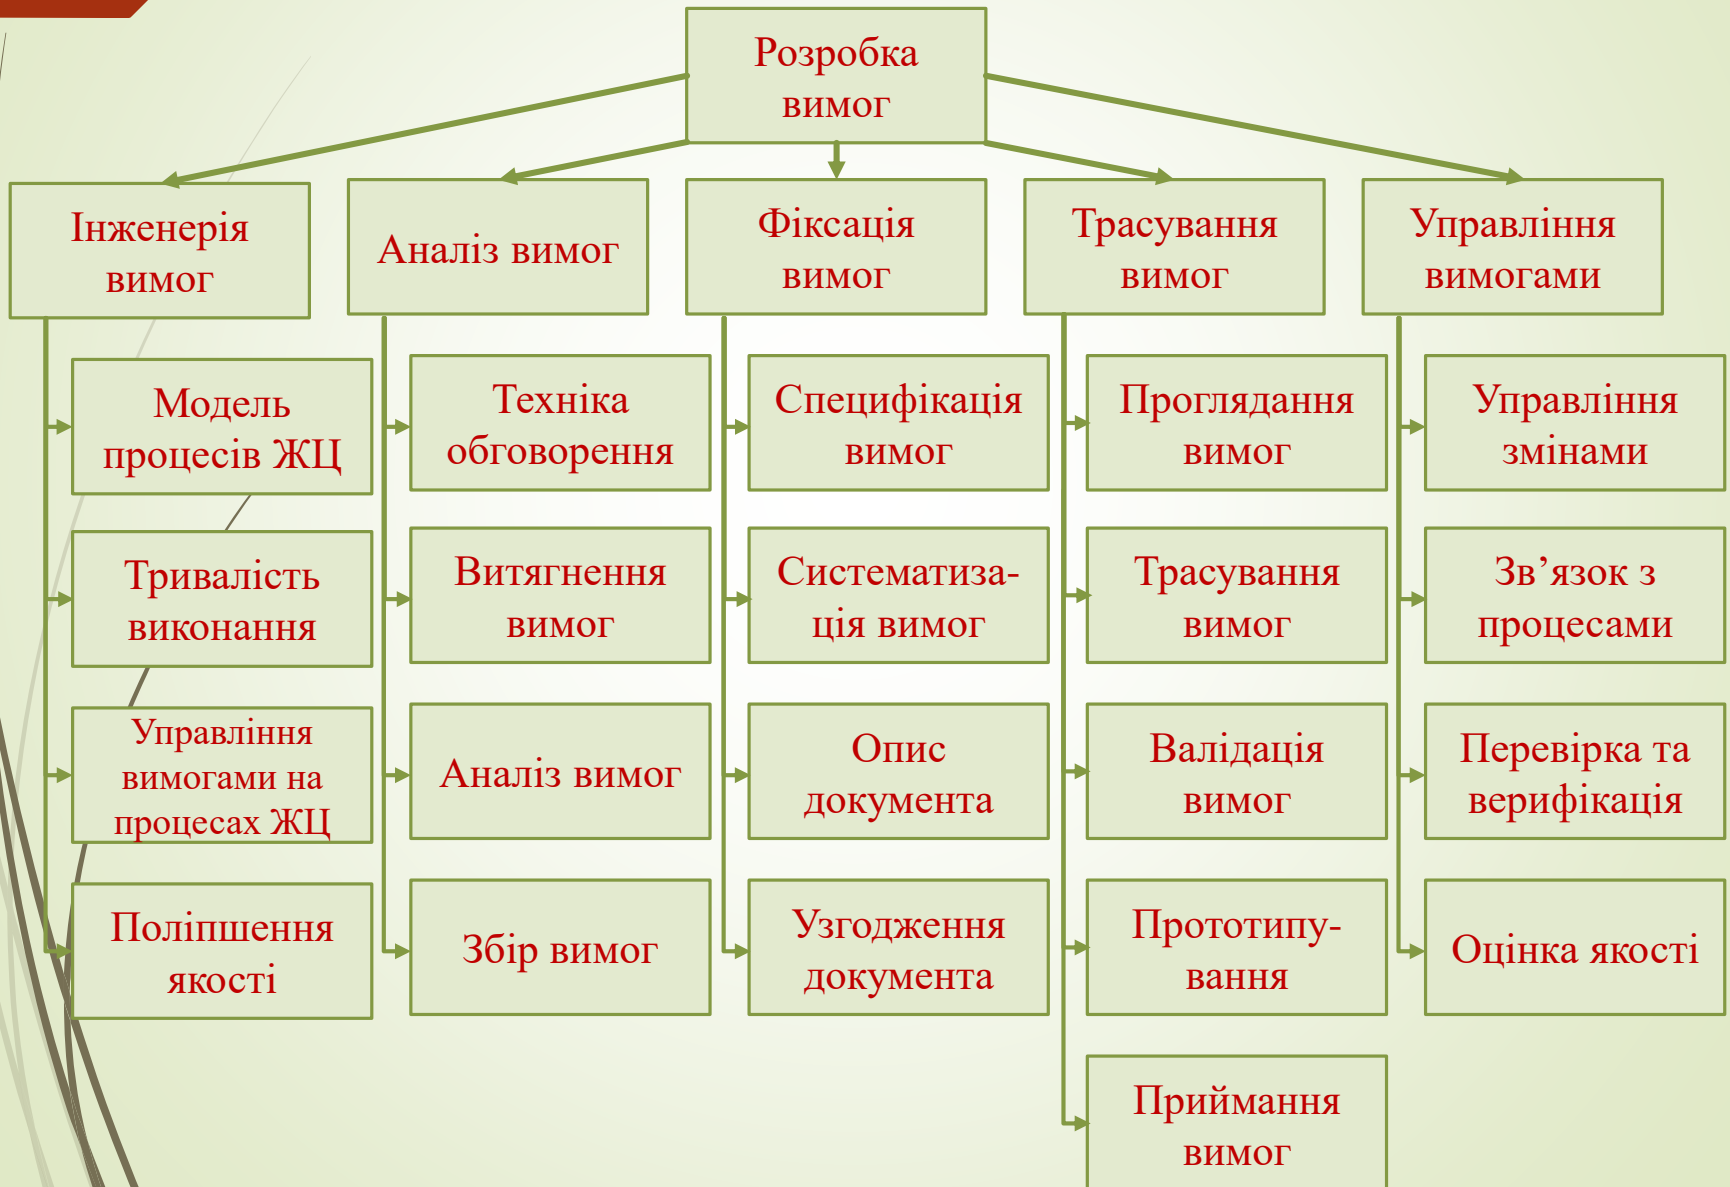 Розробка
вимог
Інженерія
вимог
Аналіз вимог
Фіксація
вимог
Трасування
вимог
Управління
вимогами
Модель
процесів ЖЦ
Тривалість
виконання
Управління
вимогами на
процесах ЖЦ
Поліпшення
якості
Техніка
обговорення
Витягнення
вимог
Аналіз вимог
Збір вимог
Специфікація
вимог
Систематиза-
ція вимог
Опис
документа
Узгодження
документа
Проглядання
вимог
Трасування
вимог
Валідація
вимог
Прототипу-
вання
Приймання
вимог
Управління
змінами
Зв’язок з
процесами
Перевірка та
верифікація
Оцінка якості